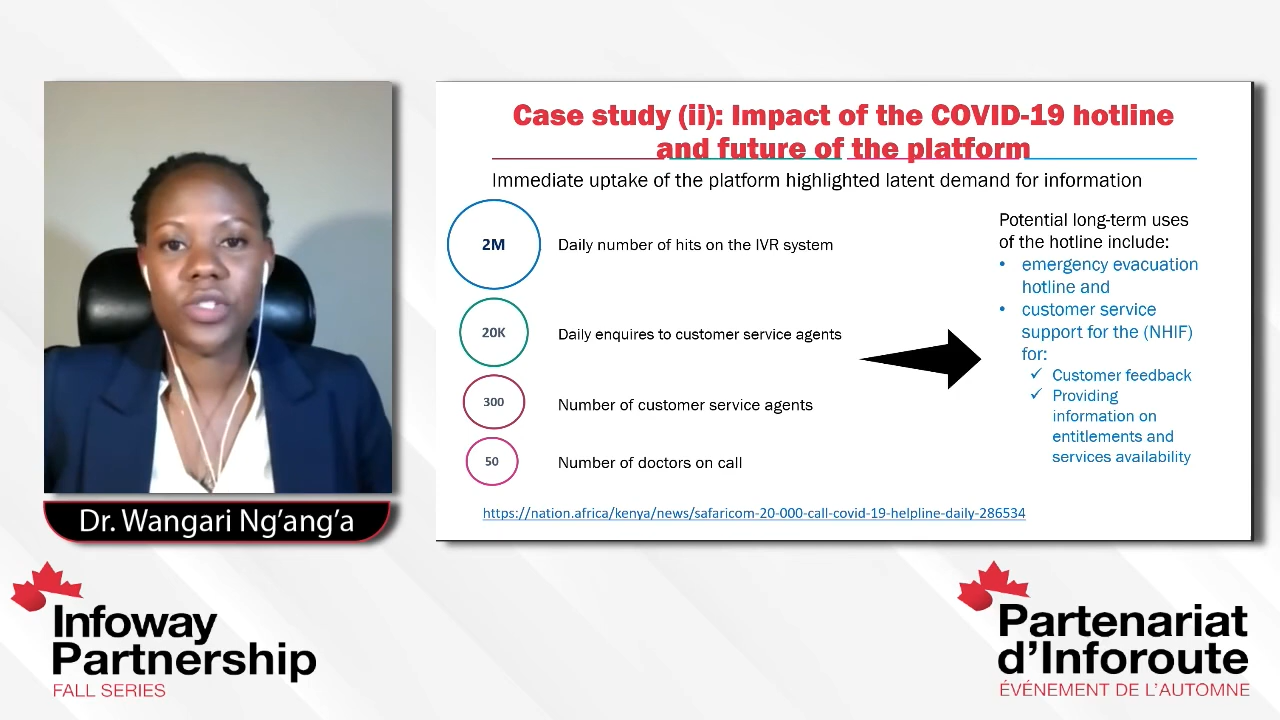 Case study (ii): Impact of the COVID-19 hotline
and future of the platform
Immediate uptake of the platform highlighted latent demand for information
2M
Daily number of hits on the IVR system
20K
Daily enquires to customer service agents
300
Number of customer service agents
50
Number of doctors on call
Potential long-term uses
of the hotline include:
• emergency evacuation
hotline and
• customer service
support for the (NHIF)
for:
✓ Customer feedback
✓ Providing
information on
entitlements and
services availability
https://nation.africa/kenya/news/safaricom-20-000-call-covid-19-helpline-daily-286534
Dr. Wangari Ng’ang’a
Infoway
Partnership
FALL SERIES
Partenariat
d’Inforoute
ÉVÉNEMENT DE L’AUTOMNE